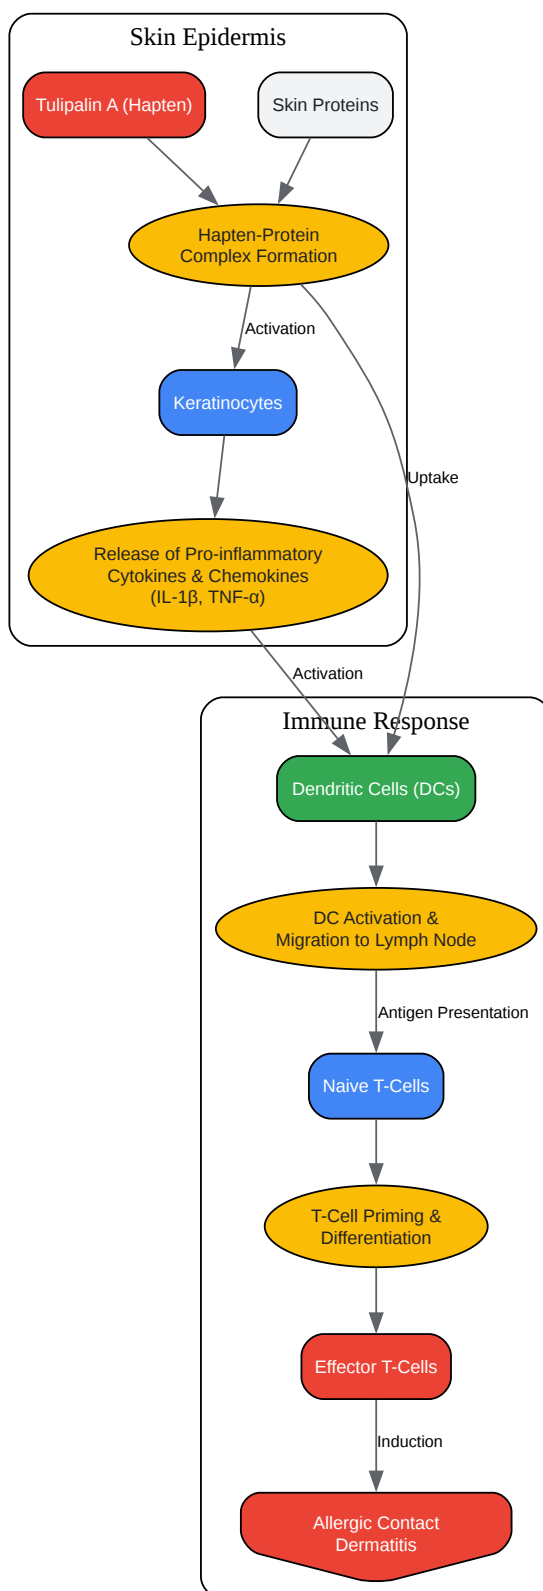 Skin Epidermis
Tulipalin A (Hapten)
Skin Proteins
Hapten-Protein
Complex Formation
Activation
Keratinocytes
Uptake
Release of Pro-inflammatory
Cytokines & Chemokines
(IL-1β, TNF-α)
Activation
Immune Response
Dendritic Cells (DCs)
DC Activation &
Migration to Lymph Node
Antigen Presentation
Naive T-Cells
T-Cell Priming &
Differentiation
Effector T-Cells
Induction
Allergic Contact
Dermatitis